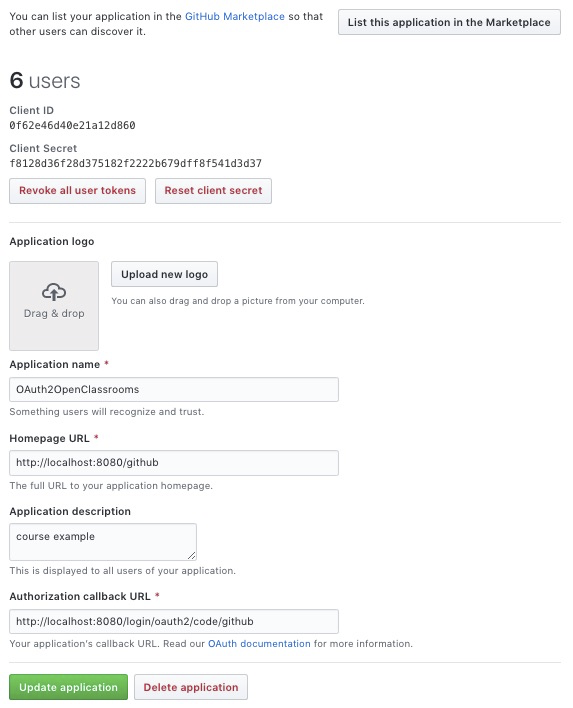 You can list your application in the GitHub Marketplace so that
other users can discover it.
List this application in the Marketplace
6 users
Client ID
0f62e46d40e21a12d860
Client Secret
f8128d36f28d375182f2222b679dff8f541d3d37
Revoke all user tokens
Reset client secret
Application logo
Drag & drop
Upload new logo
You can also drag and drop a picture from your computer.
Application name *
OAuth2OpenClassrooms
Something users will recognize and trust.
Homepage URL *
http://localhost:8080/github
The full URL to your application homepage.
Application description
course example
This is displayed to all users of your application.
Authorization callback URL *
http://localhost:8080/login/oauth2/code/github
Your application's callback URL. Read our OAuth documentation for more information.
Update application
Delete application